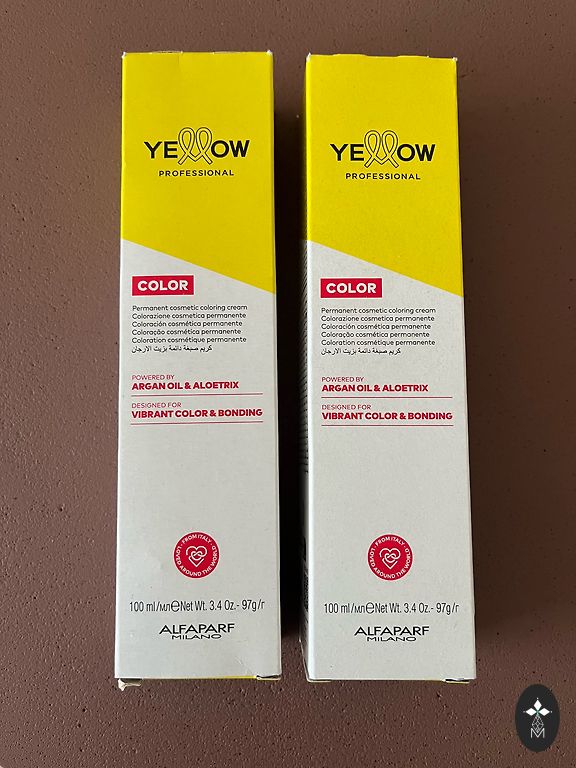 YELLOW
PROFESSIONAL
COLOR
Permanent cosmetic coloring cream
Colorazione cosmetica permanente
Coloración cosmética permanente
Coloração cosmética permanente
Coloration cosmétique permanente
كريم صبغة دائمة بزيت الارجان
POWERED BY
ARGAN OIL & ALOETRIX
DESIGNED FOR
VIBRANT COLOR & BONDING
• FROM ITALY • LOVED AROUND THE WORLD
100 ml/мл℮Net Wt. 3.4 Oz.- 97g/г
ALFAPARF
MILANO
YELLOW
PROFESSIONAL
COLOR
Permanent cosmetic coloring cream
Colorazione cosmetica permanente
Coloración cosmética permanente
Coloração cosmética permanente
Coloration cosmétique permanente
كريم صبغة دائمة بزيت الارجان
POWERED BY
ARGAN OIL & ALOETRIX
DESIGNED FOR
VIBRANT COLOR & BONDING
• FROM ITALY • LOVED AROUND THE WORLD
100 ml/мл℮Net Wt. 3.4 Oz.- 97g/г
ALFAPARF
MILANO
M